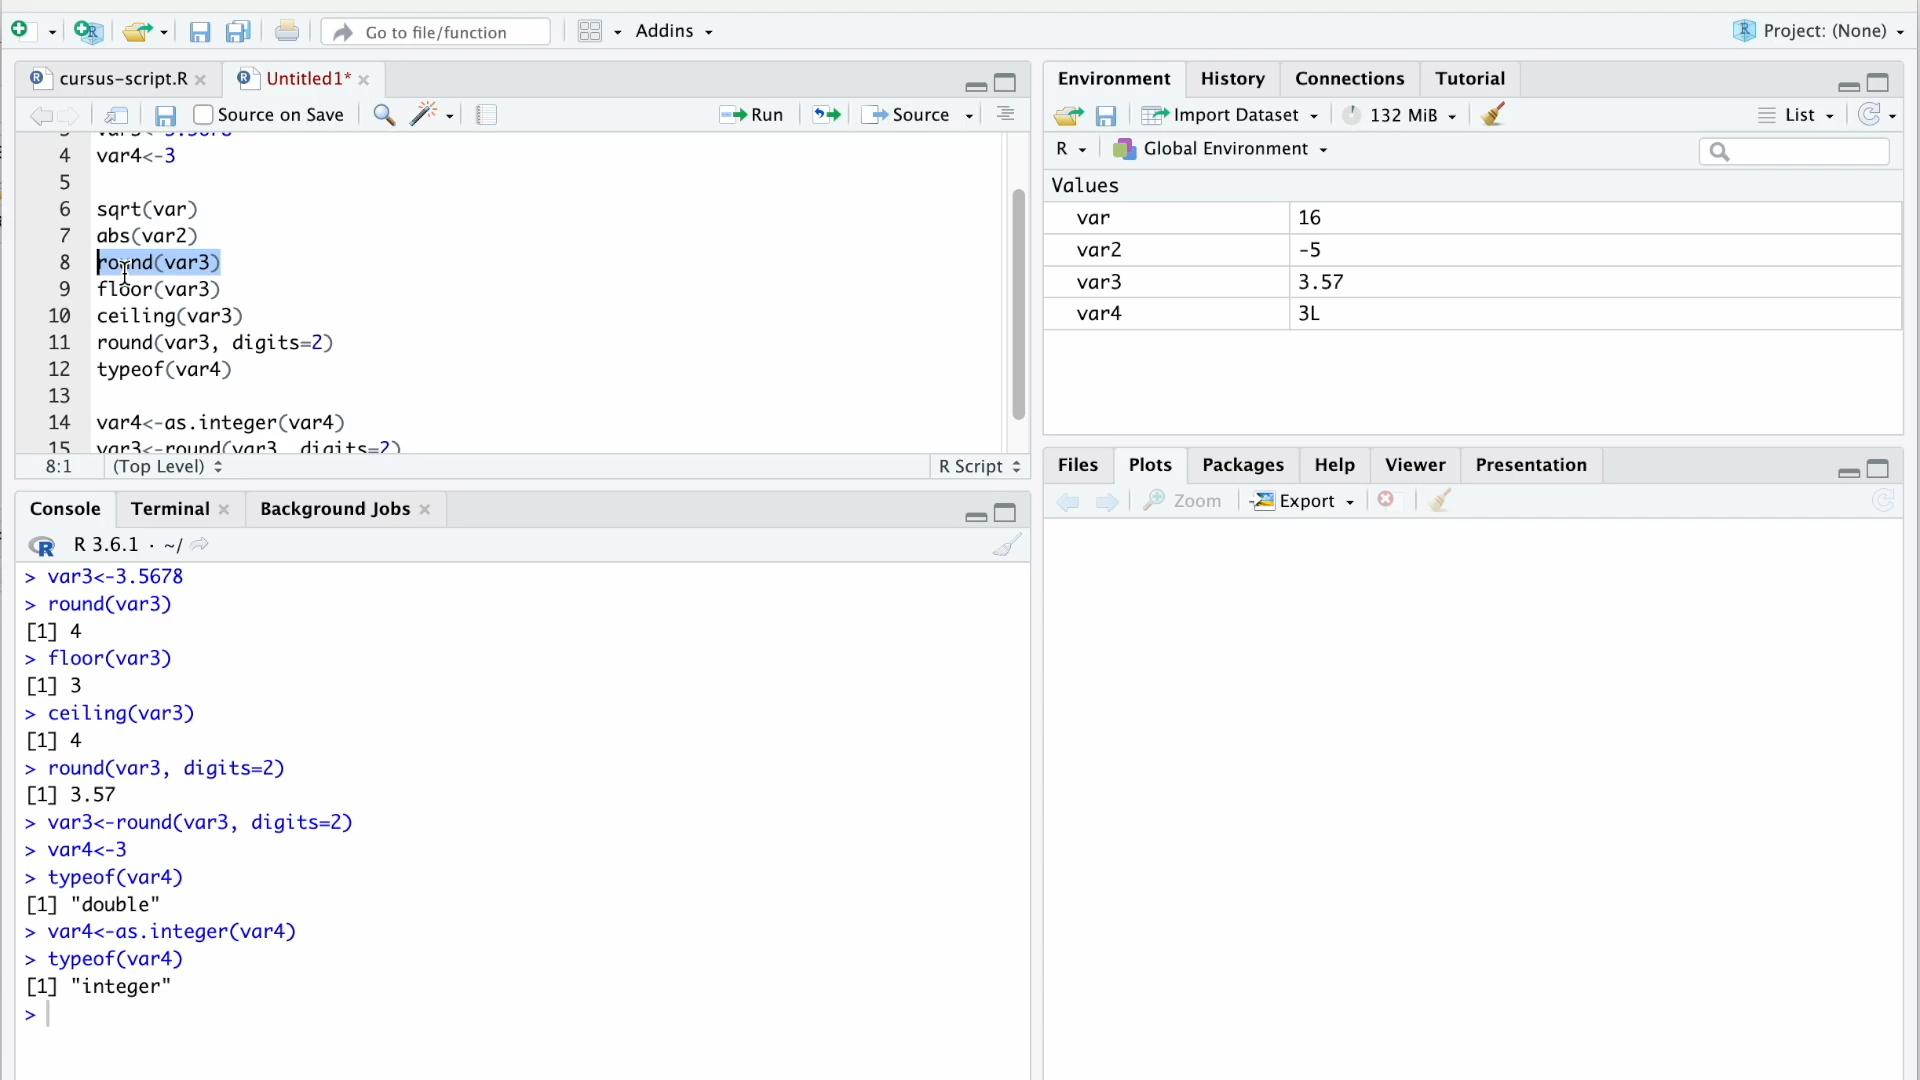 Go to file/function
Addins
Project: (None)
cursus-script.R
Untitled1*
Source on Save
Run
Source
4 var4<-3
5
6 sqrt(var)
7 abs(var2)
8 round(var3)
9 floor(var3)
10 ceiling(var3)
11 round(var3, digits=2)
12 typeof(var4)
13
14 var4<-as.integer(var4)
15 var3<-round(var3, digits=2)
8:1 (Top Level) R Script
Console Terminal Background Jobs
R 3.6.1 · ~/
> var3<-3.5678
> round(var3)
[1] 4
> floor(var3)
[1] 3
> ceiling(var3)
[1] 4
> round(var3, digits=2)
[1] 3.57
> var3<-round(var3, digits=2)
> var4<-3
> typeof(var4)
[1] "double"
> var4<-as.integer(var4)
> typeof(var4)
[1] "integer"
>
Environment History Connections Tutorial
Import Dataset 132 MiB List
R Global Environment
Values
var 16
var2 -5
var3 3.57
var4 3L
Files Plots Packages Help Viewer Presentation
Zoom Export